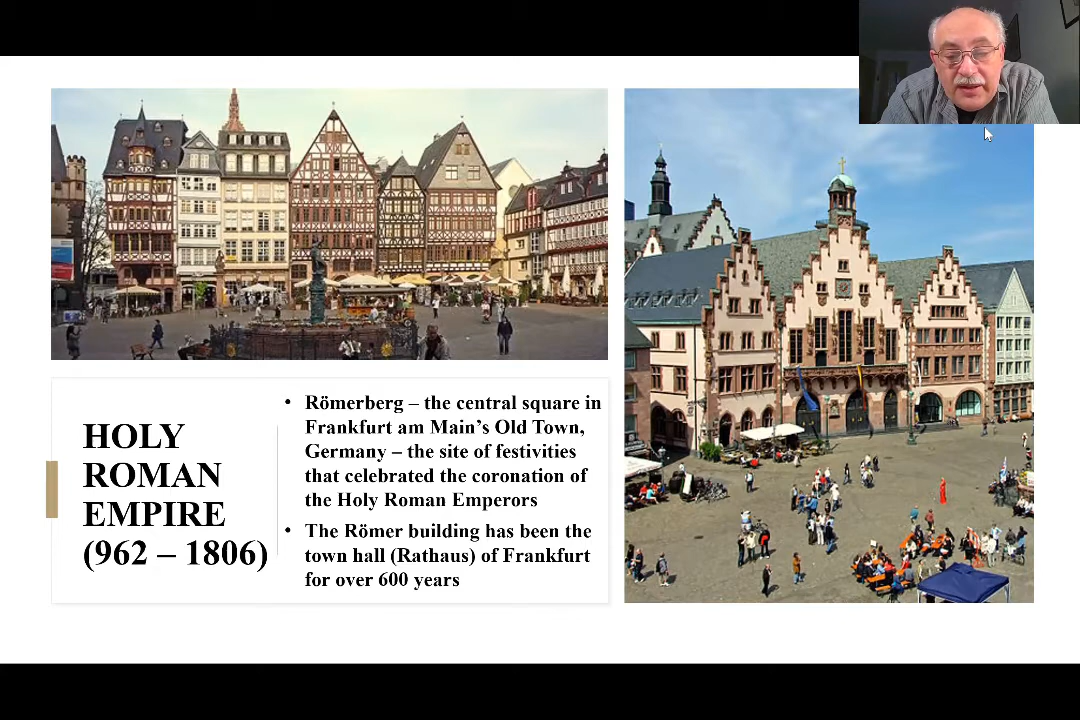 HOLY
ROMAN
EMPIRE
(962 – 1806)
• Römerberg – the central square in
Frankfurt am Main’s Old Town,
Germany – the site of festivities
that celebrated the coronation of
the Holy Roman Emperors
• The Römer building has been the
town hall (Rathaus) of Frankfurt
for over 600 years